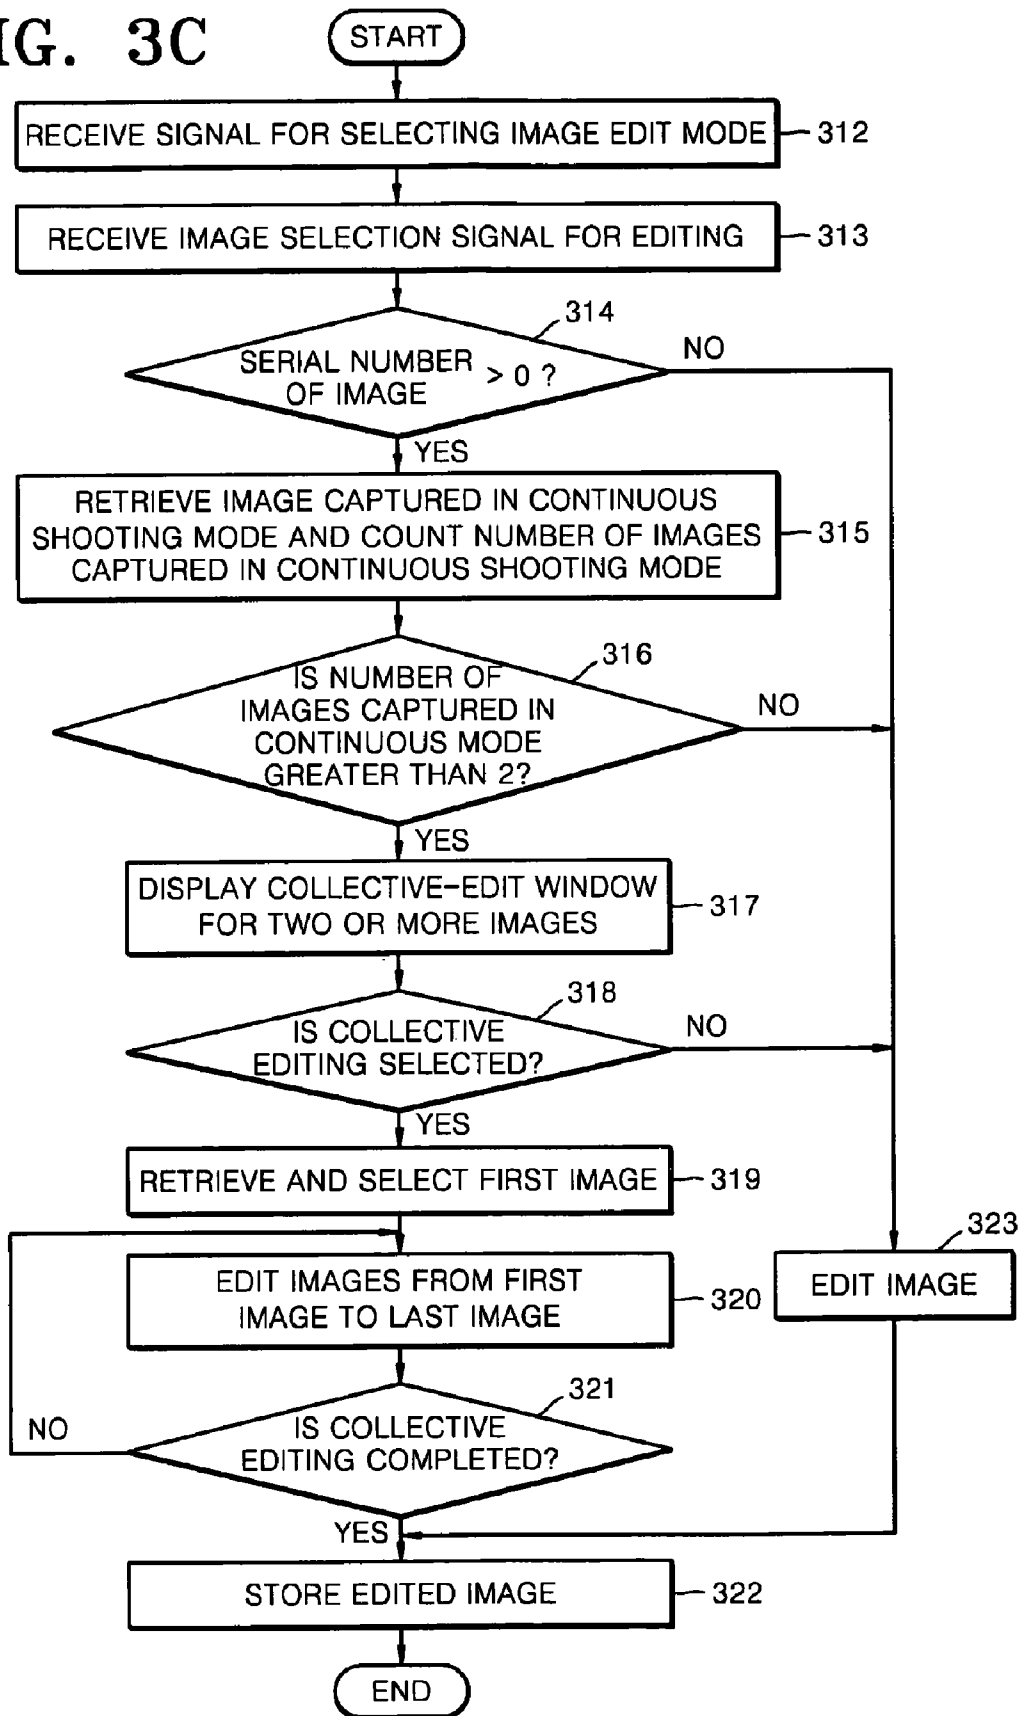 IG. 3C
START
RECEIVE SIGNAL FOR SELECTING IMAGE EDIT MODE
312
RECEIVE IMAGE SELECTION SIGNAL FOR EDITING
313
314
SERIAL NUMBER
OF IMAGE
> 0 ?
NO
YES
RETRIEVE IMAGE CAPTURED IN CONTINUOUS
SHOOTING MODE AND COUNT NUMBER OF IMAGES
CAPTURED IN CONTINUOUS SHOOTING MODE
315
316
IS NUMBER OF
IMAGES CAPTURED IN
CONTINUOUS MODE
GREATER THAN 2?
NO
YES
DISPLAY COLLECTIVE-EDIT WINDOW
FOR TWO OR MORE IMAGES
317
318
IS COLLECTIVE
EDITING SELECTED?
NO
YES
RETRIEVE AND SELECT FIRST IMAGE
319
323
EDIT IMAGES FROM FIRST
IMAGE TO LAST IMAGE
320
EDIT IMAGE
321
IS COLLECTIVE
EDITING COMPLETED?
NO
YES
STORE EDITED IMAGE
322
END